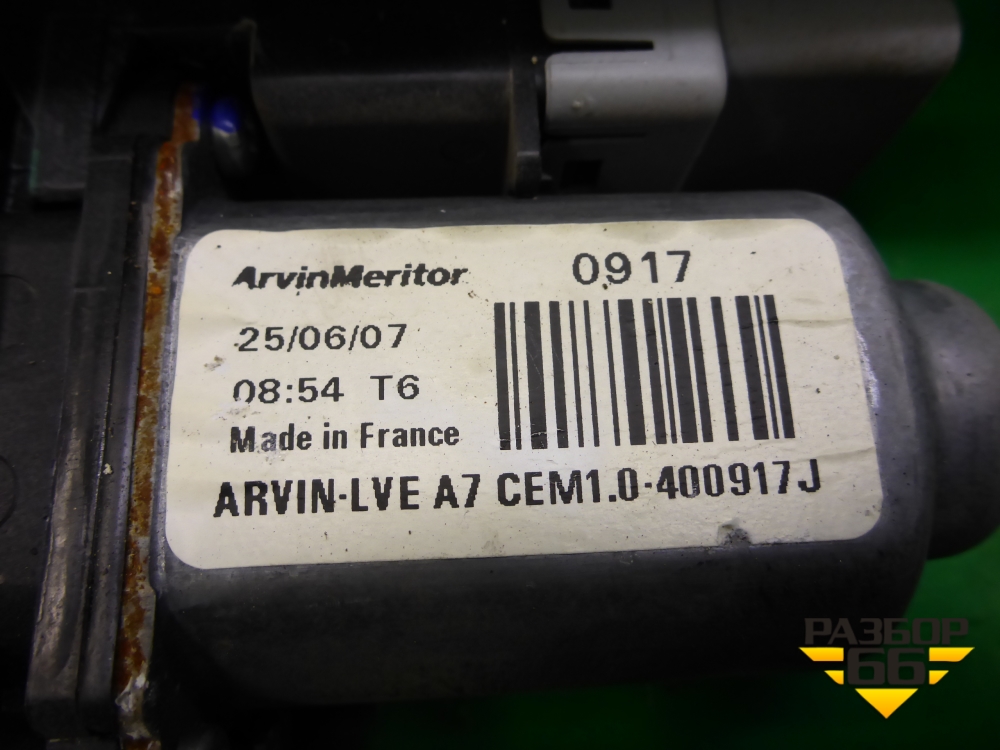 ArvinMeritor
0917
25/06/07
08:54 T6
Made in France
ARVIN-LVE A7 CEM1.0-400917J
РАЗБОР
66